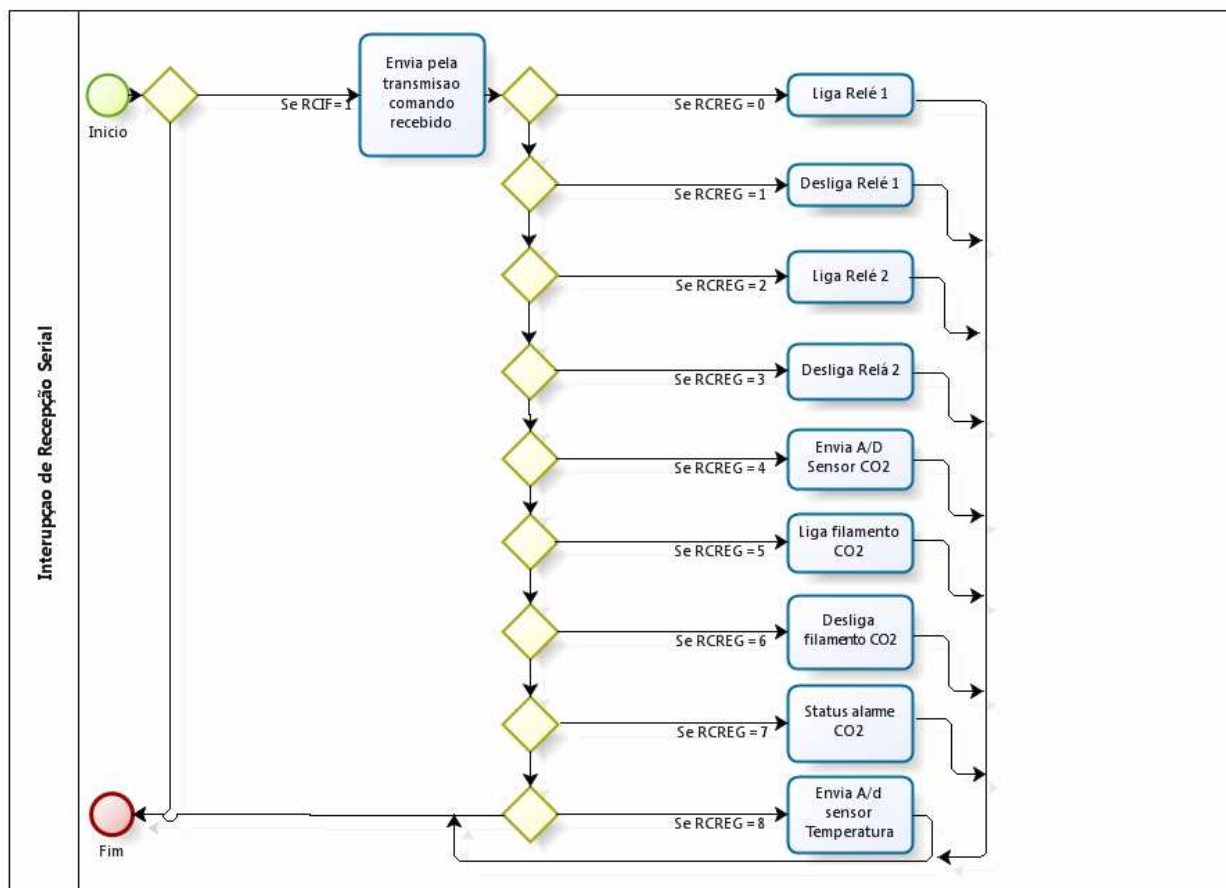 Interupçao de Recepção Serial
Inicio
Se RCIF= 1
Envia pela
transmisao
comando
recebido
Se RCREG = 0
Liga Relé 1
Se RCREG = 1
Desliga Relé 1
Se RCREG = 2
Liga Relé 2
Se RCREG = 3
Desliga Relá 2
Se RCREG = 4
Envia A/D
Sensor CO2
Se RCREG = 5
Liga filamento
CO2
Se RCREG = 6
Desliga
filamento CO2
Se RCREG = 7
Status alarme
CO2
Se RCREG = 8
Envia A/d
sensor
Temperatura
Fim